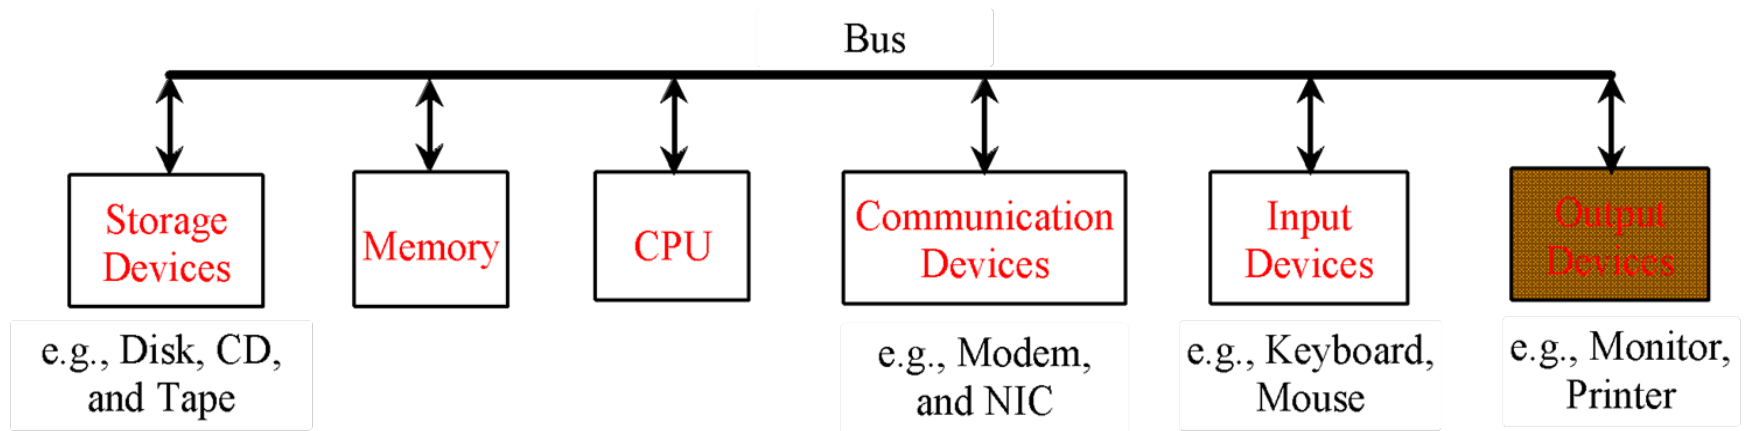 Bus
Storage
Devices
Memory
CPU
Communication
Devices
Input
Devices
Output
Devices
e.g., Disk, CD,
and Tape
e.g., Modem,
and NIC
e.g., Keyboard,
Mouse
e.g., Monitor,
Printer